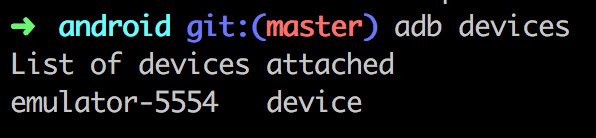 ➜ android git:(master) adb devices
List of devices attached
emulator-5554 device